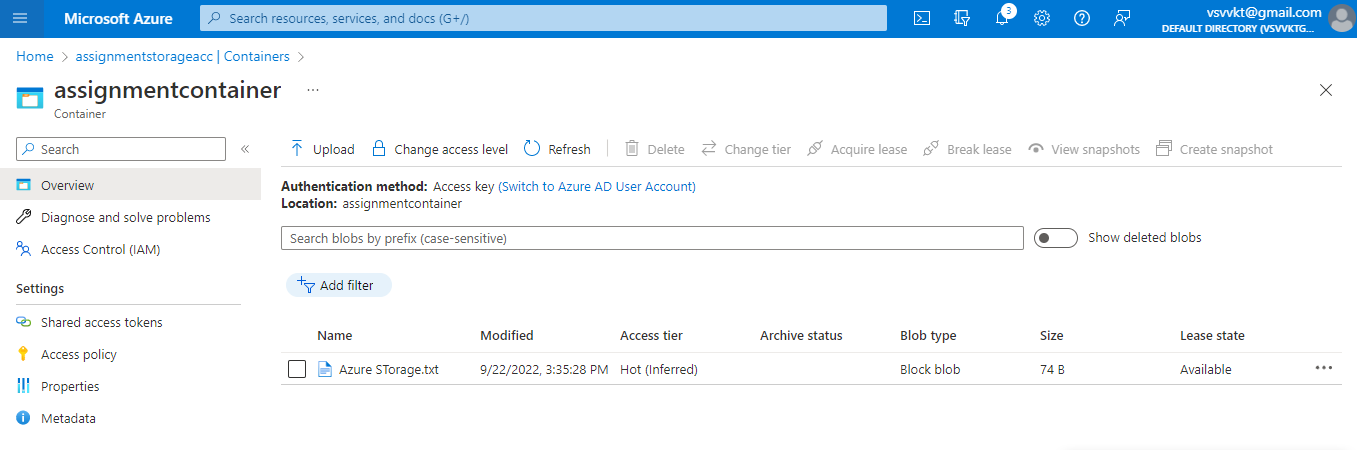 Microsoft Azure
Search resources, services, and docs (G+/)
3
vsvvkt@gmail.com
DEFAULT DIRECTORY (VSVVKTG...
Home > assignmentstorageacc | Containers >
assignmentcontainer ...
Container
Search «
Upload Change access level Refresh Delete Change tier Acquire lease Break lease View snapshots Create snapshot
Overview
Diagnose and solve problems
Access Control (IAM)
Settings
Shared access tokens
Access policy
Properties
Metadata
Authentication method: Access key (Switch to Azure AD User Account)
Location: assignmentcontainer
Search blobs by prefix (case-sensitive)
Show deleted blobs
Add filter
Name Modified Access tier Archive status Blob type Size Lease state
Azure STorage.txt 9/22/2022, 3:35:28 PM Hot (Inferred) Block blob 74 B Available ...